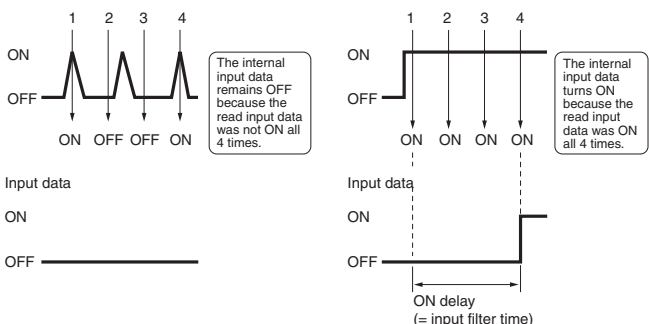 1 2 3 4
ON
OFF
The internal
input data
remains OFF
because the
read input data
was not ON all
4 times.
ON OFF OFF ON
Input data
ON
OFF
1 2 3 4
ON
OFF
The internal
input data
turns ON
because the
read input
data was ON
all 4 times.
ON ON ON ON
Input data
ON
OFF
ON delay
(= input filter time)